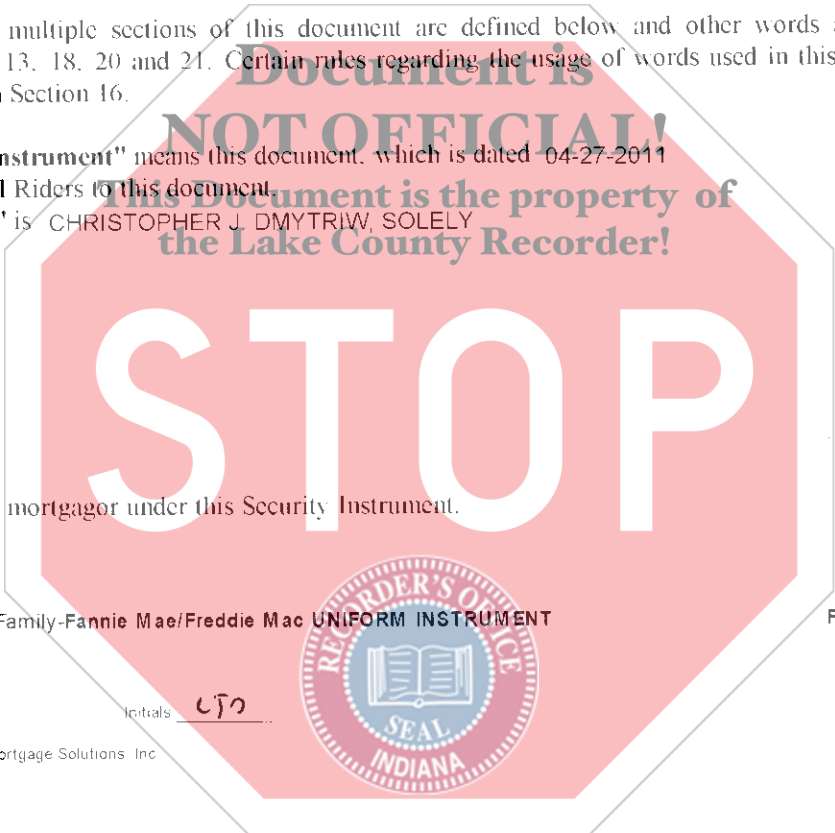 multiple sections of this document are defined below and other words
13, 18, 20 and 21. Certain rules regarding the usage of words used in this
Document is
Section 16.
NOT OFFICIAL!
nstrument" means this document, which is dated 04-27-2011
Riders to this document.
This Document is the property of
is CHRISTOPHER J. DMYTRIW, SOLELY
the Lake County Recorder!
STOP
mortgagor under this Security Instrument.
Family-Fannie Mae/Freddie Mac UNIFORM INSTRUMENT
RECORDER'S OFFICE
SEAL
INDIANA
Initials CJD
ortgage Solutions Inc